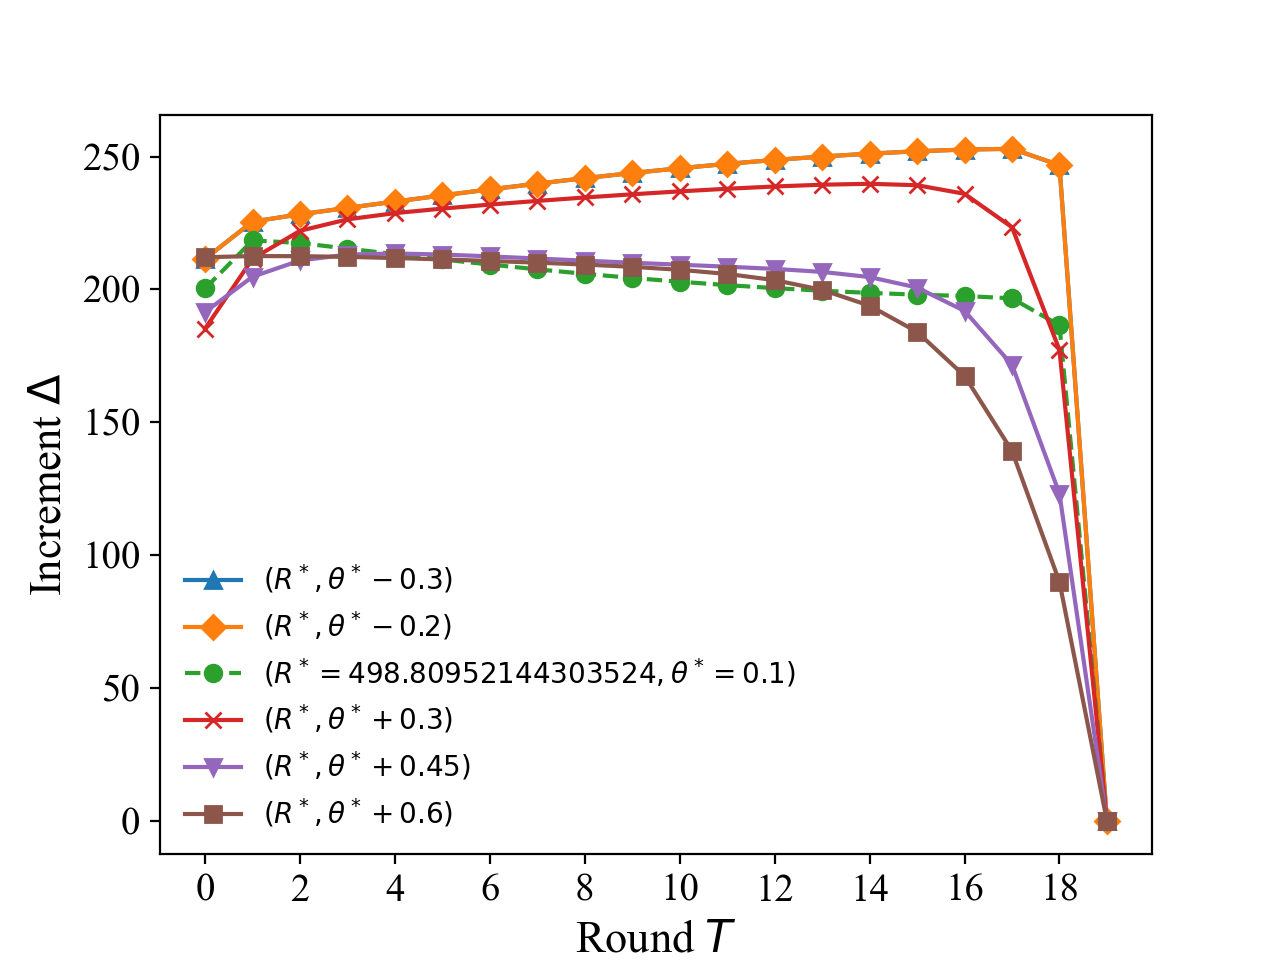 250
200
150
100
50
0
Increment Δ
(R*, θ* − 0.3)
(R*, θ* − 0.2)
(R* = 498.80952144303524, θ* = 0.1)
(R*, θ* + 0.3)
(R*, θ* + 0.45)
(R*, θ* + 0.6)
0 2 4 6 8 10 12 14 16 18
Round T